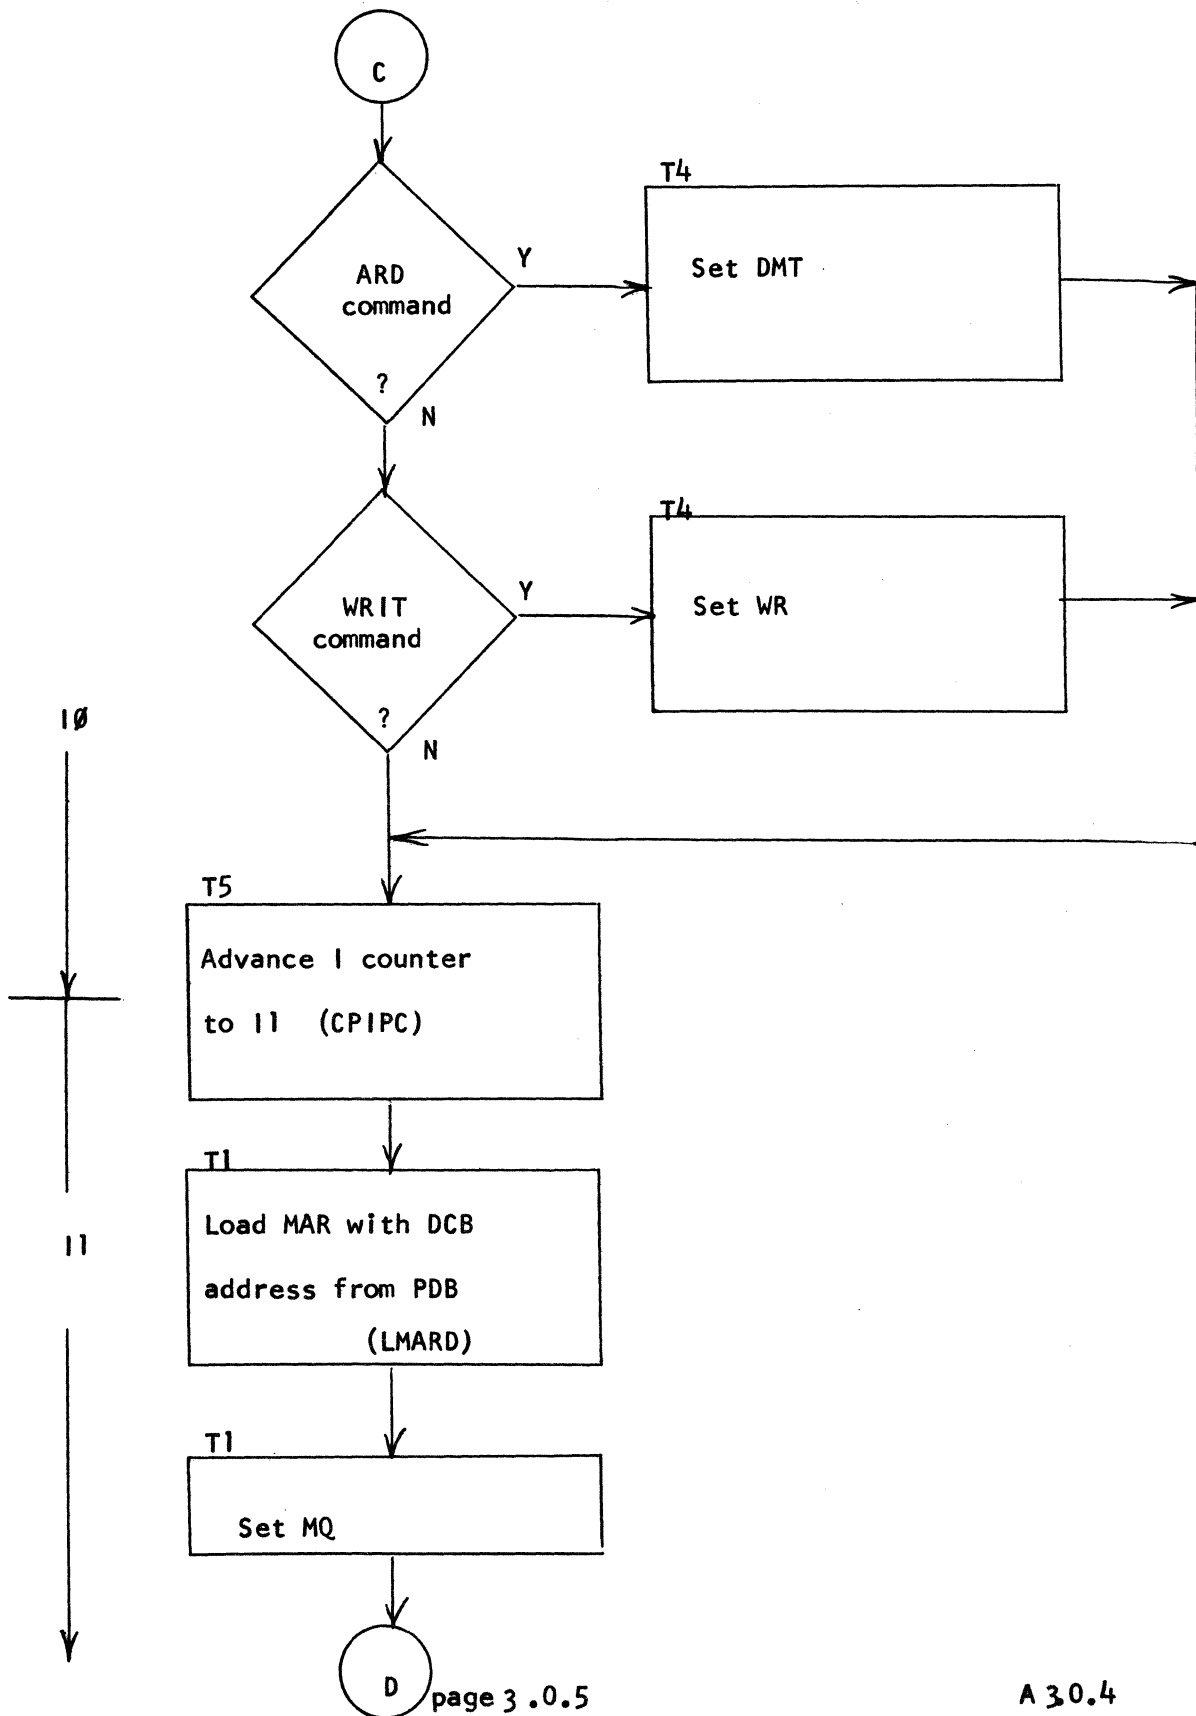 C
T4
Set DMT
Y
ARD
command
?
N
T4
Set WR
Y
WRIT
command
?
N
IØ
T5
Advance I counter
to I1 (CPIPC)
T1
Load MAR with DCB
address from PDB
(LMARD)
I1
T1
Set MQ
D
page 3.0.5
A 3.0.4